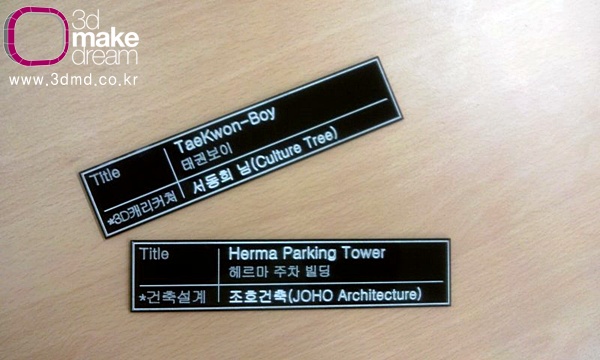 3d
make
dream
www.3dmd.co.kr
Title
TaeKwon-Boy
태권보이
*3D캐리커쳐
서동희 님(Culture Tree)
Title
Herma Parking Tower
헤르마 주차 빌딩
*건축설계
조호건축(JOHO Architecture)